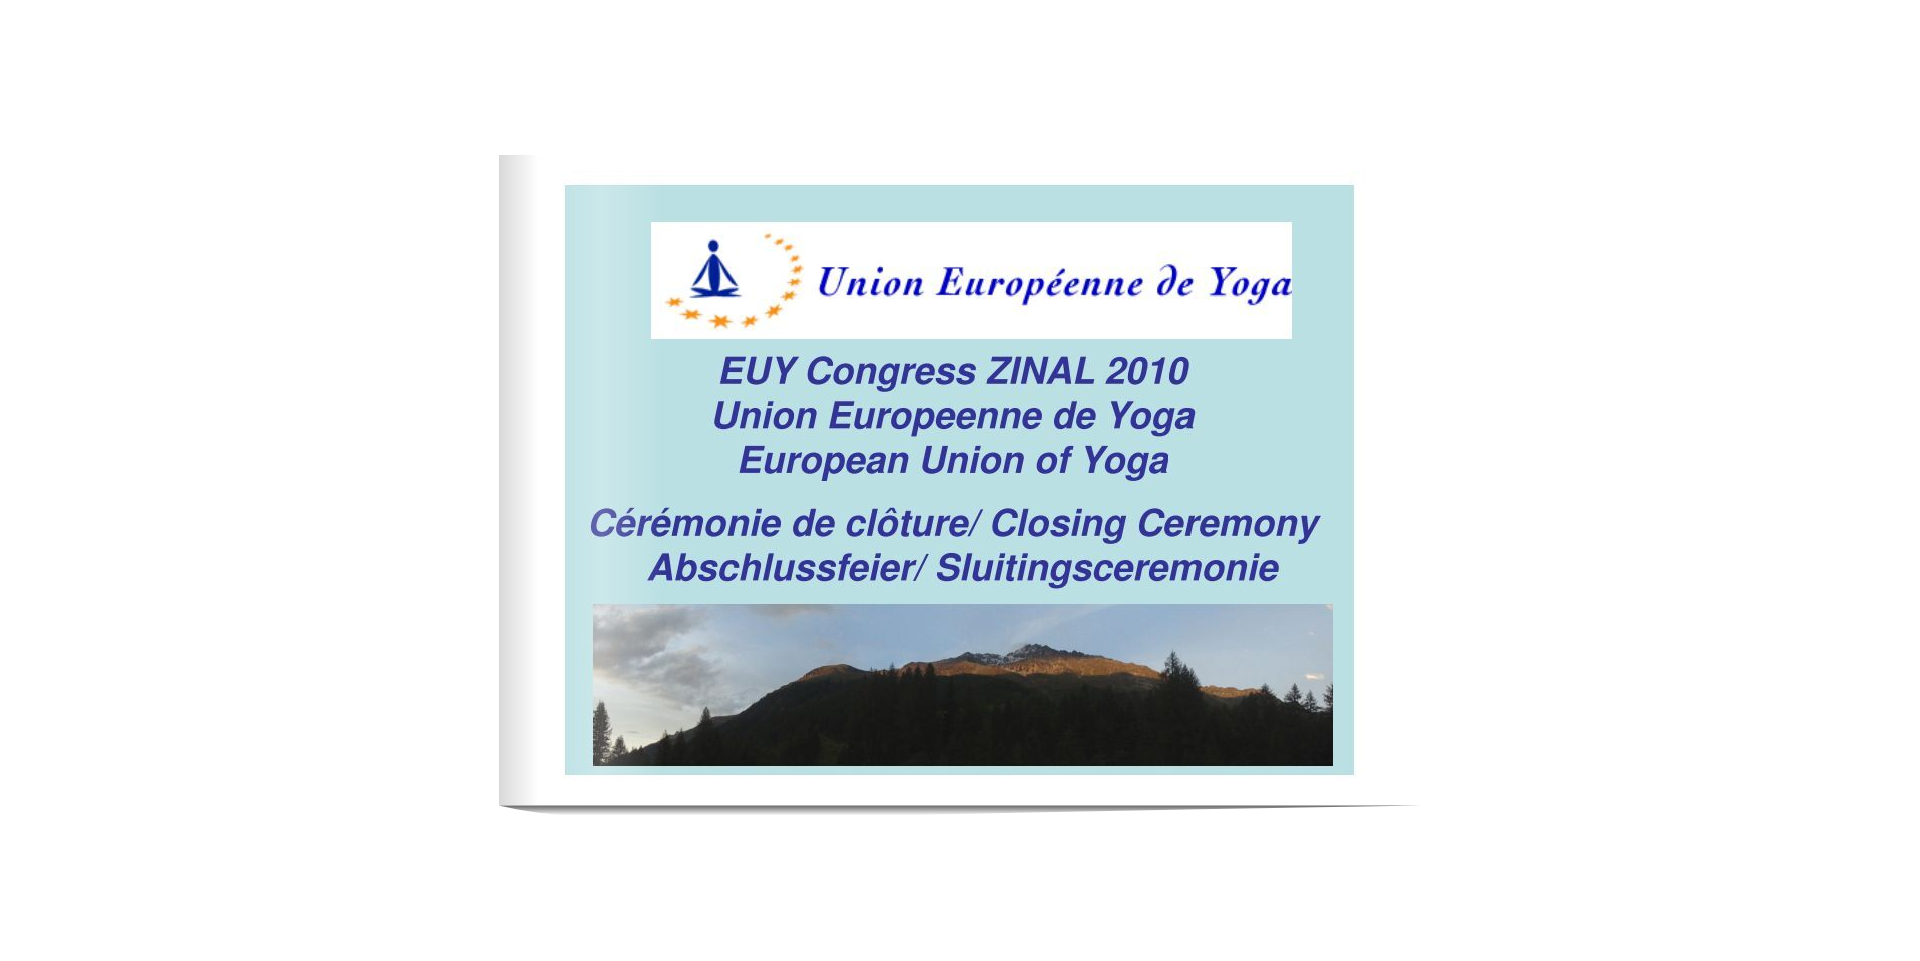 Union Européenne de Yoga
EUY Congress ZINAL 2010
Union Europeenne de Yoga
European Union of Yoga
Cérémonie de clôture/ Closing Ceremony
Abschlussfeier/ Sluitingsceremonie